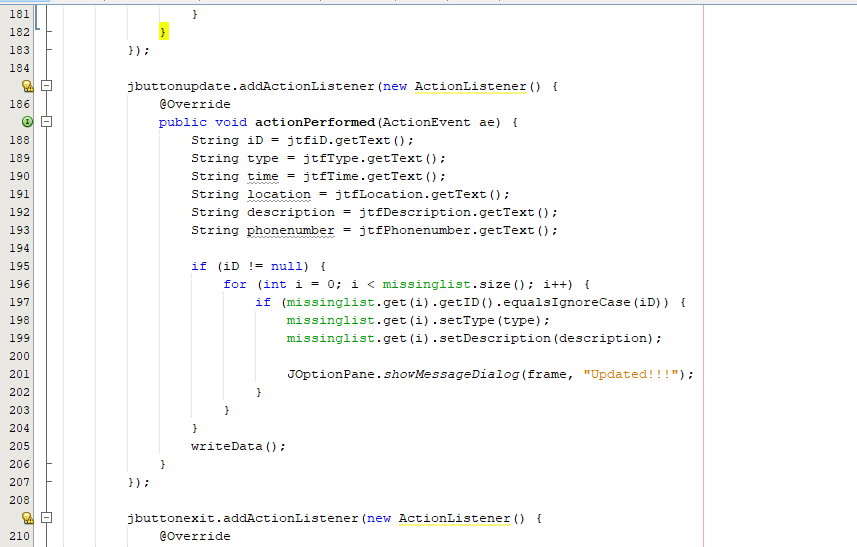 181 }
182 }
183 });
184
jbuttonupdate.addActionListener(new ActionListener() {
186 @Override
public void actionPerformed(ActionEvent ae) {
188 String iD = jtfiD.getText();
189 String type = jtfType.getText();
190 String time = jtfTime.getText();
191 String location = jtfLocation.getText();
192 String description = jtfDescription.getText();
193 String phonenumber = jtfPhonenumber.getText();
194
195 if (iD != null) {
196 for (int i = 0; i < missinglist.size(); i++) {
197 if (missinglist.get(i).getID().equalsIgnoreCase(iD)) {
198 missinglist.get(i).setType(type);
199 missinglist.get(i).setDescription(description);
200
201 JOptionPane.showMessageDialog(frame, "Updated!!!");
202 }
203 }
204 }
205 writeData();
206 }
207 });
208
jbuttonexit.addActionListener(new ActionListener() {
210 @Override